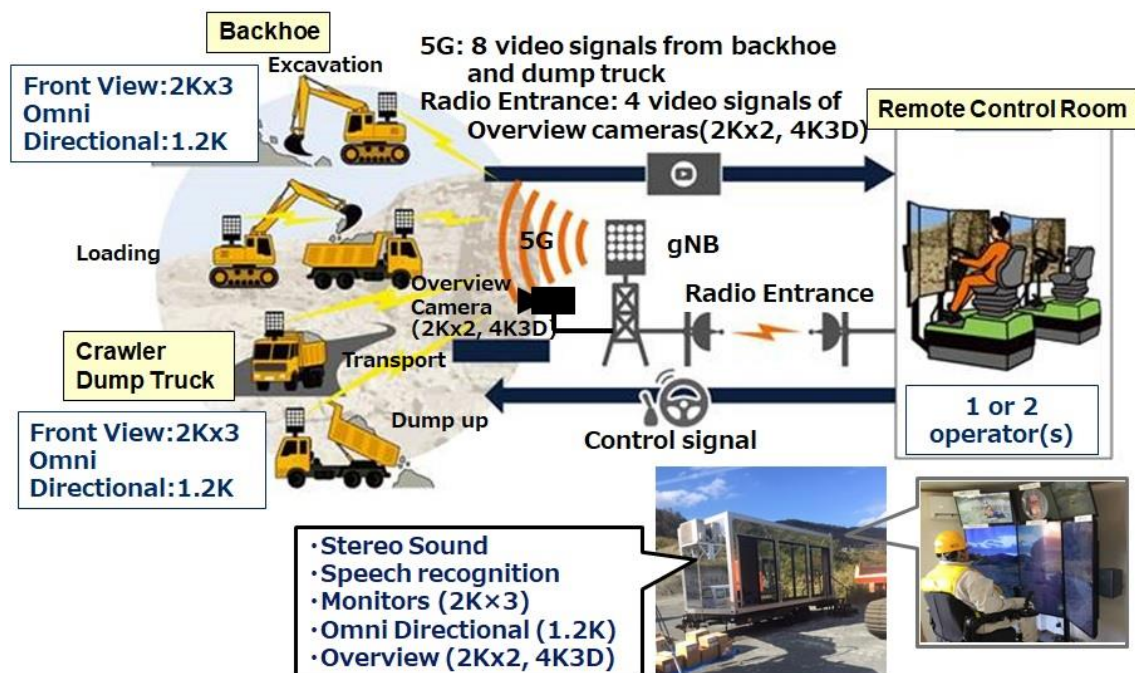 Backhoe
Excavation
Front View:2Kx3
Omni
Directional:1.2K
5G: 8 video signals from backhoe
and dump truck
Radio Entrance: 4 video signals of
Overview cameras(2Kx2, 4K3D)
Remote Control Room
Loading
5G
gNB
Overview
Camera
(2Kx2, 4K3D)
Radio Entrance
Crawler
Dump Truck
Transport
Front View:2Kx3
Omni
Directional:1.2K
Dump up
Control signal
1 or 2
operator(s)
・Stereo Sound
・Speech recognition
・Monitors (2K×3)
・Omni Directional (1.2K)
・Overview (2Kx2, 4K3D)